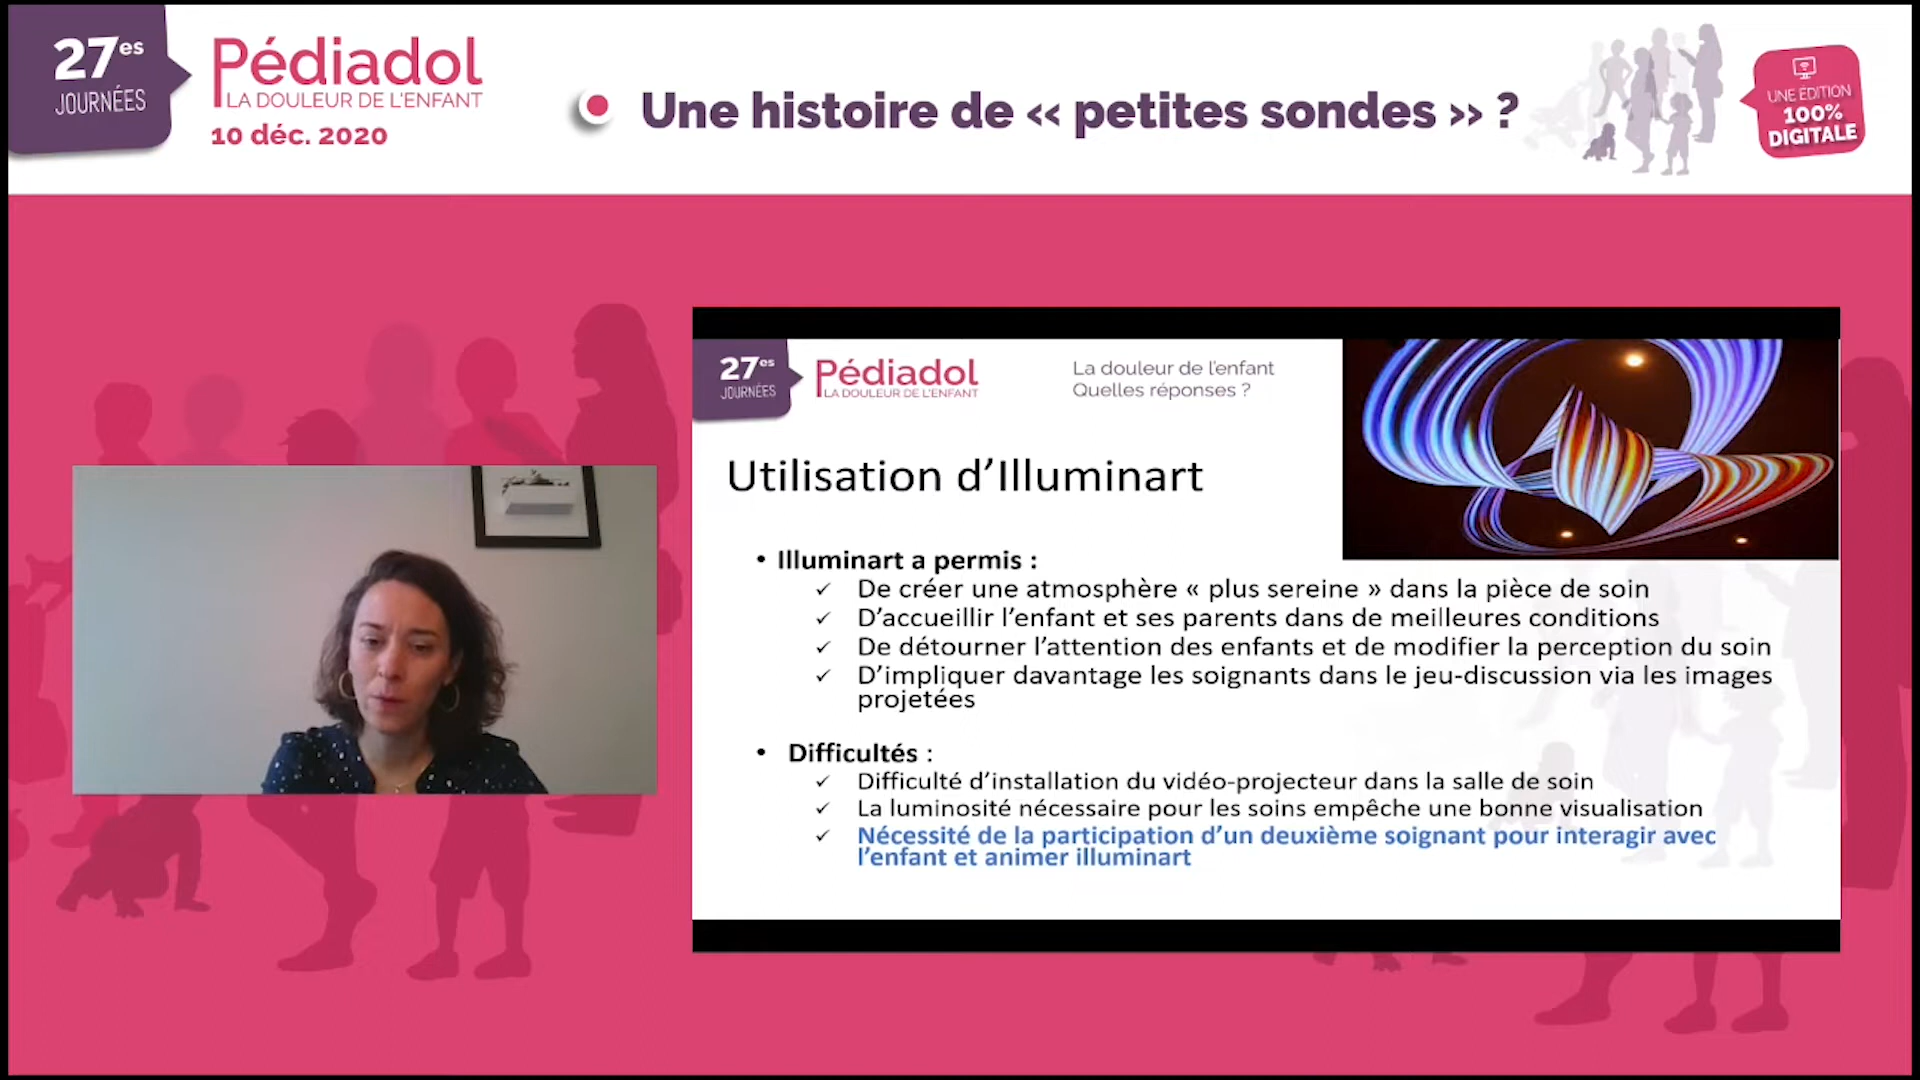 27es
JOURNÉES
Pédiadol
LA DOULEUR DE L'ENFANT
10 déc. 2020
Une histoire de « petites sondes » ?
UNE ÉDITION
100%
DIGITALE
27es
JOURNÉES
Pédiadol
LA DOULEUR DE L'ENFANT
La douleur de l'enfant
Quelles réponses ?
Utilisation d'Illuminart
• Illuminart a permis :
✓ De créer une atmosphère « plus sereine » dans la pièce de soin
✓ D'accueillir l'enfant et ses parents dans de meilleures conditions
✓ De détourner l'attention des enfants et de modifier la perception du soin
✓ D'impliquer davantage les soignants dans le jeu-discussion via les images
projetées
• Difficultés :
✓ Difficulté d'installation du vidéo-projecteur dans la salle de soin
✓ La luminosité nécessaire pour les soins empêche une bonne visualisation
✓ Nécessité de la participation d'un deuxième soignant pour interagir avec
l'enfant et animer illuminart